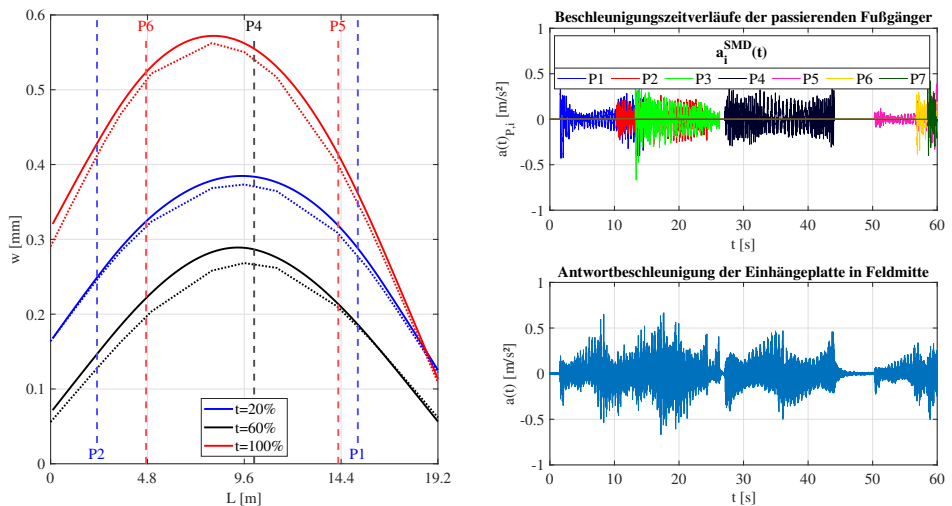 P6
P4
P5
0.6
0.5
0.4
0.3
0.2
0.1
0
w [mm]
t=20%
t=60%
t=100%
P2
P1
0
4.8
9.6
14.4
19.2
L [m]
Beschleunigungszeitverläufe der passierenden Fußgänger
a_i^SMD(t)
P1 P2 P3 P4 P5 P6 P7
1
0.5
0
-0.5
-1
a(t)_P,i [m/s²]
0 10 20 30 40 50 60
t [s]
Antwortbeschleunigung der Einhängeplatte in Feldmitte
1
0.5
0
-0.5
-1
a(t) [m/s²]
0 10 20 30 40 50 60
t [s]